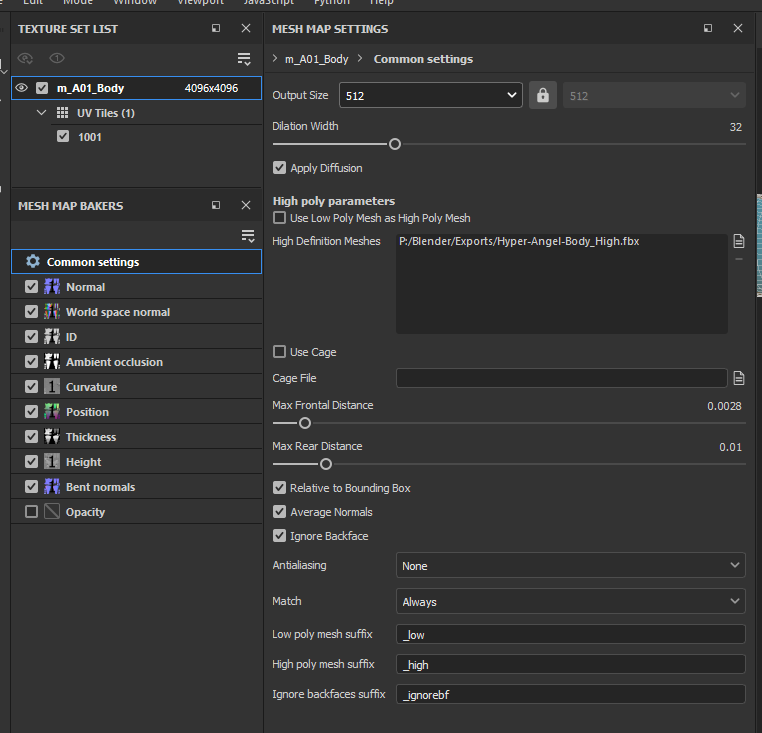 Edit Mode Window Viewport JavaScript Python Help
TEXTURE SET LIST
m_A01_Body 4096x4096
UV Tiles (1)
1001
MESH MAP BAKERS
Common settings
Normal
World space normal
ID
Ambient occlusion
Curvature
Position
Thickness
Height
Bent normals
Opacity
MESH MAP SETTINGS
> m_A01_Body > Common settings
Output Size 512 512
Dilation Width 32
Apply Diffusion
High poly parameters
Use Low Poly Mesh as High Poly Mesh
High Definition Meshes P:/Blender/Exports/Hyper-Angel-Body_High.fbx
Use Cage
Cage File
Max Frontal Distance 0.0028
Max Rear Distance 0.01
Relative to Bounding Box
Average Normals
Ignore Backface
Antialiasing None
Match Always
Low poly mesh suffix _low
High poly mesh suffix _high
Ignore backfaces suffix _ignorebf